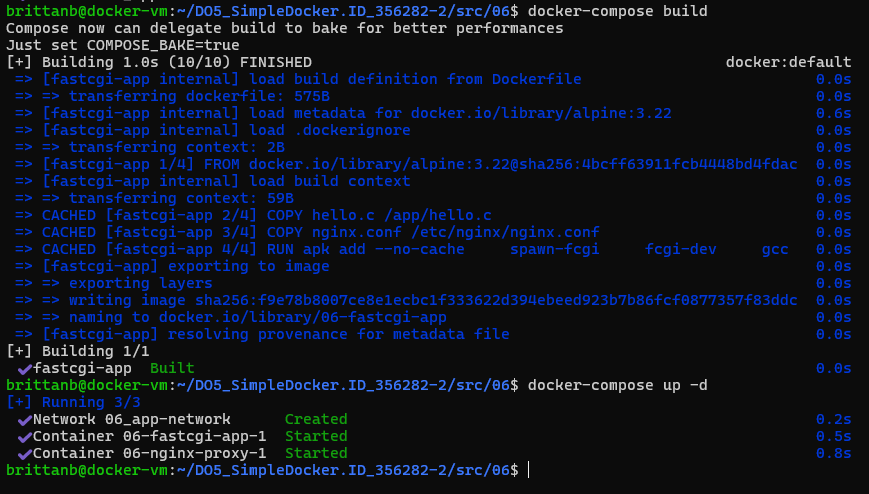 brittanb@docker-vm:~/DO5_SimpleDocker.ID_356282-2/src/06$ docker-compose build
Compose now can delegate build to bake for better performances
Just set COMPOSE_BAKE=true
[+] Building 1.0s (10/10) FINISHED docker:default
=> [fastcgi-app internal] load build definition from Dockerfile 0.0s
=> => transferring dockerfile: 575B 0.0s
=> [fastcgi-app internal] load metadata for docker.io/library/alpine:3.22 0.6s
=> [fastcgi-app internal] load .dockerignore 0.0s
=> => transferring context: 2B 0.0s
=> [fastcgi-app 1/4] FROM docker.io/library/alpine:3.22@sha256:4bcff63911fcb4448bd4fdac 0.0s
=> [fastcgi-app internal] load build context 0.0s
=> => transferring context: 59B 0.0s
=> CACHED [fastcgi-app 2/4] COPY hello.c /app/hello.c 0.0s
=> CACHED [fastcgi-app 3/4] COPY nginx.conf /etc/nginx/nginx.conf 0.0s
=> CACHED [fastcgi-app 4/4] RUN apk add --no-cache spawn-fcgi fcgi-dev gcc 0.0s
=> [fastcgi-app] exporting to image 0.0s
=> => exporting layers 0.0s
=> => writing image sha256:f9e78b8007ce8e1ecbc1f333622d394ebeed923b7b86fcf0877357f83ddc 0.0s
=> => naming to docker.io/library/06-fastcgi-app 0.0s
=> [fastcgi-app] resolving provenance for metadata file 0.0s
[+] Building 1/1
✔fastcgi-app Built 0.0s
brittanb@docker-vm:~/DO5_SimpleDocker.ID_356282-2/src/06$ docker-compose up -d
[+] Running 3/3
✔Network 06_app-network Created 0.2s
✔Container 06-fastcgi-app-1 Started 0.5s
✔Container 06-nginx-proxy-1 Started 0.8s
brittanb@docker-vm:~/DO5_SimpleDocker.ID_356282-2/src/06$